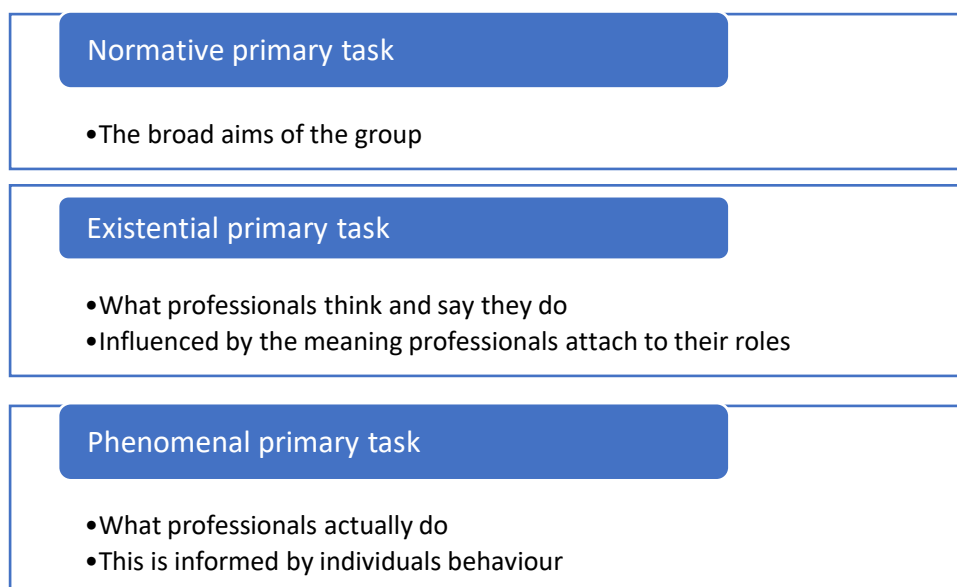 Normative primary task
•The broad aims of the group
Existential primary task
•What professionals think and say they do
•Influenced by the meaning professionals attach to their roles
Phenomenal primary task
•What professionals actually do
•This is informed by individuals behaviour